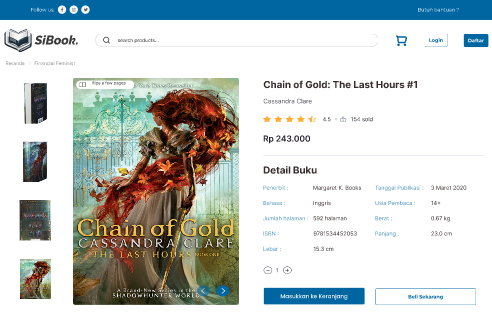 Follow us
Butuh bantuan ?
SiBook.
search products...
Login
Daftar
Beranda > Financial Feminist
Plice a few pages
Chain of Gold
CASSANDRA CLARE
THE LAST HOURS BOOK ONE
A Brand-New Series in the
SHADOWHUNTER WORLD
Chain of Gold: The Last Hours #1
Cassandra Clare
4.5 • 154 sold
Rp 243.000
Detail Buku
Penerbit : Margaret K. Books Tanggal Publikasi : 3 Maret 2020
Bahasa : Inggris Usia Pembaca : 14+
Jumlah halaman : 592 halaman Berat : 0.67 kg
ISBN : 9781534452053 Panjang : 23.0 cm
Lebar : 15.3 cm
1
Masukkan ke Keranjang
Beli Sekarang